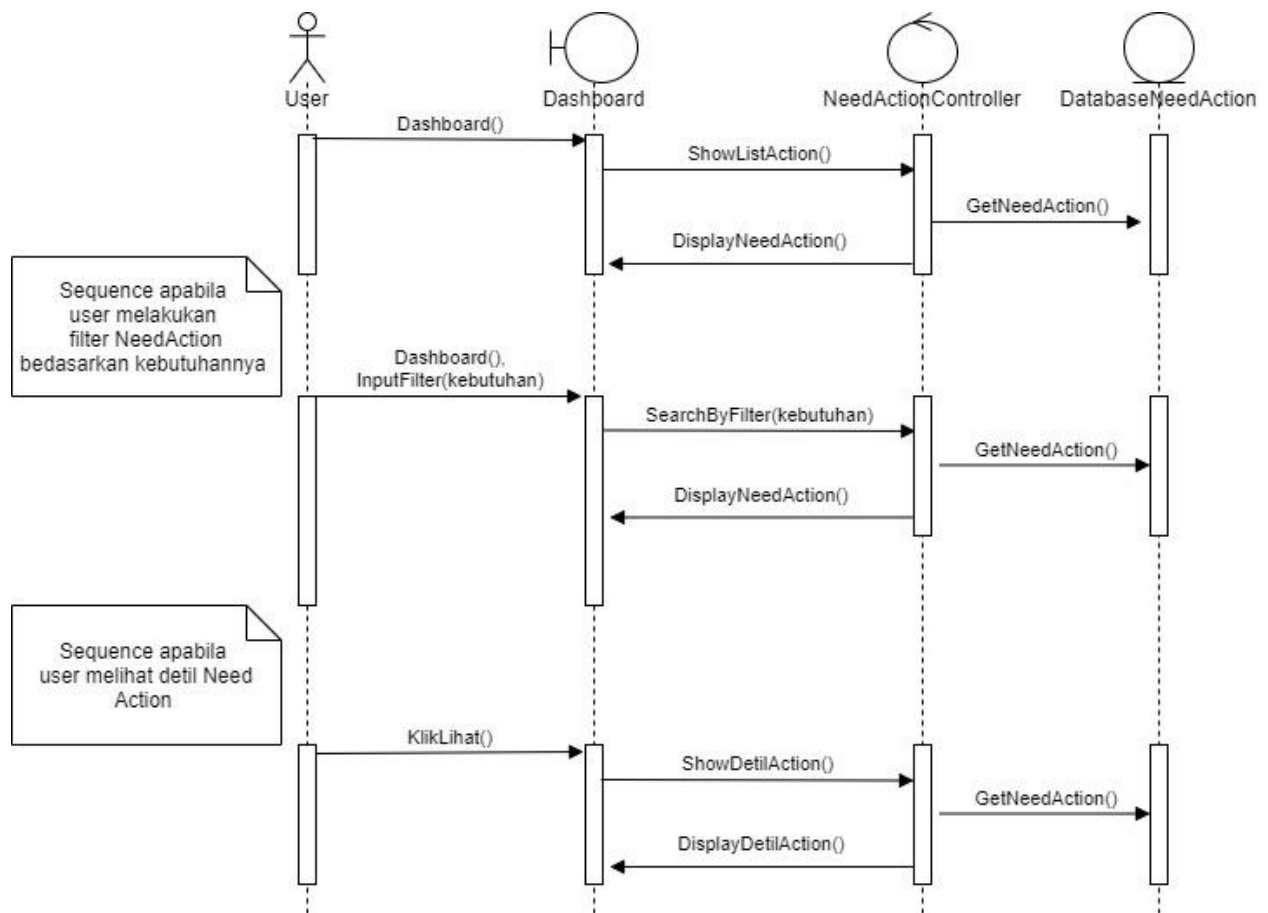 User
Dashboard
NeedActionController
DatabaseNeedAction
Dashboard()
ShowListAction()
GetNeedAction()
DisplayNeedAction()
Sequence apabila
user melakukan
filter NeedAction
bedasarkan kebutuhannya
Dashboard(),
InputFilter(kebutuhan)
SearchByFilter(kebutuhan)
GetNeedAction()
DisplayNeedAction()
Sequence apabila
user melihat detil Need
Action
KlikLihat()
ShowDetilAction()
GetNeedAction()
DisplayDetilAction()